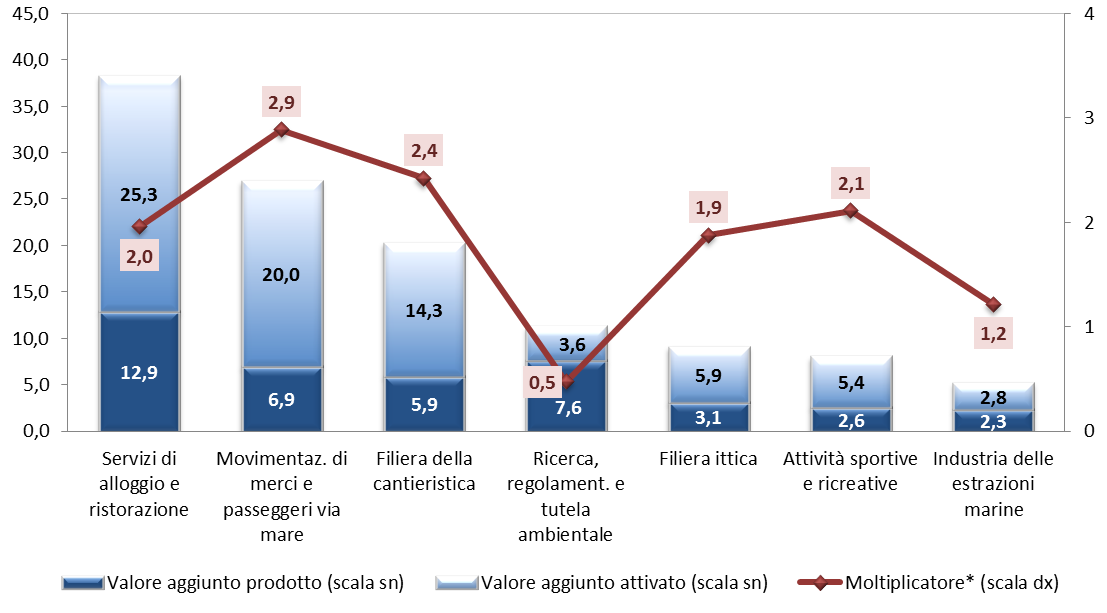 45,0
40,0
35,0
30,0
25,0
20,0
15,0
10,0
5,0
0,0
4
3
2
1
0
25,3
2,0
12,9
2,9
20,0
6,9
2,4
14,3
5,9
3,6
0,5
7,6
1,9
5,9
3,1
2,1
5,4
2,6
1,2
2,8
2,3
Servizi di
alloggio e
ristorazione
Movimentaz. di
merci e
passeggeri via
mare
Filiera della
cantieristica
Ricerca,
regolament. e
tutela
ambientale
Filiera ittica
Attività sportive
e ricreative
Industria delle
estrazioni
marine
Valore aggiunto prodotto (scala sn)
Valore aggiunto attivato (scala sn)
Moltiplicatore* (scala dx)